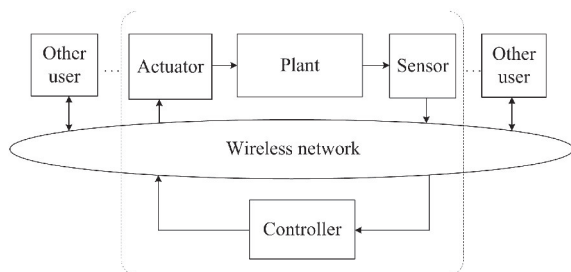 Other
user
...
Actuator
Plant
Sensor
...
Other
user
Wireless network
Controller